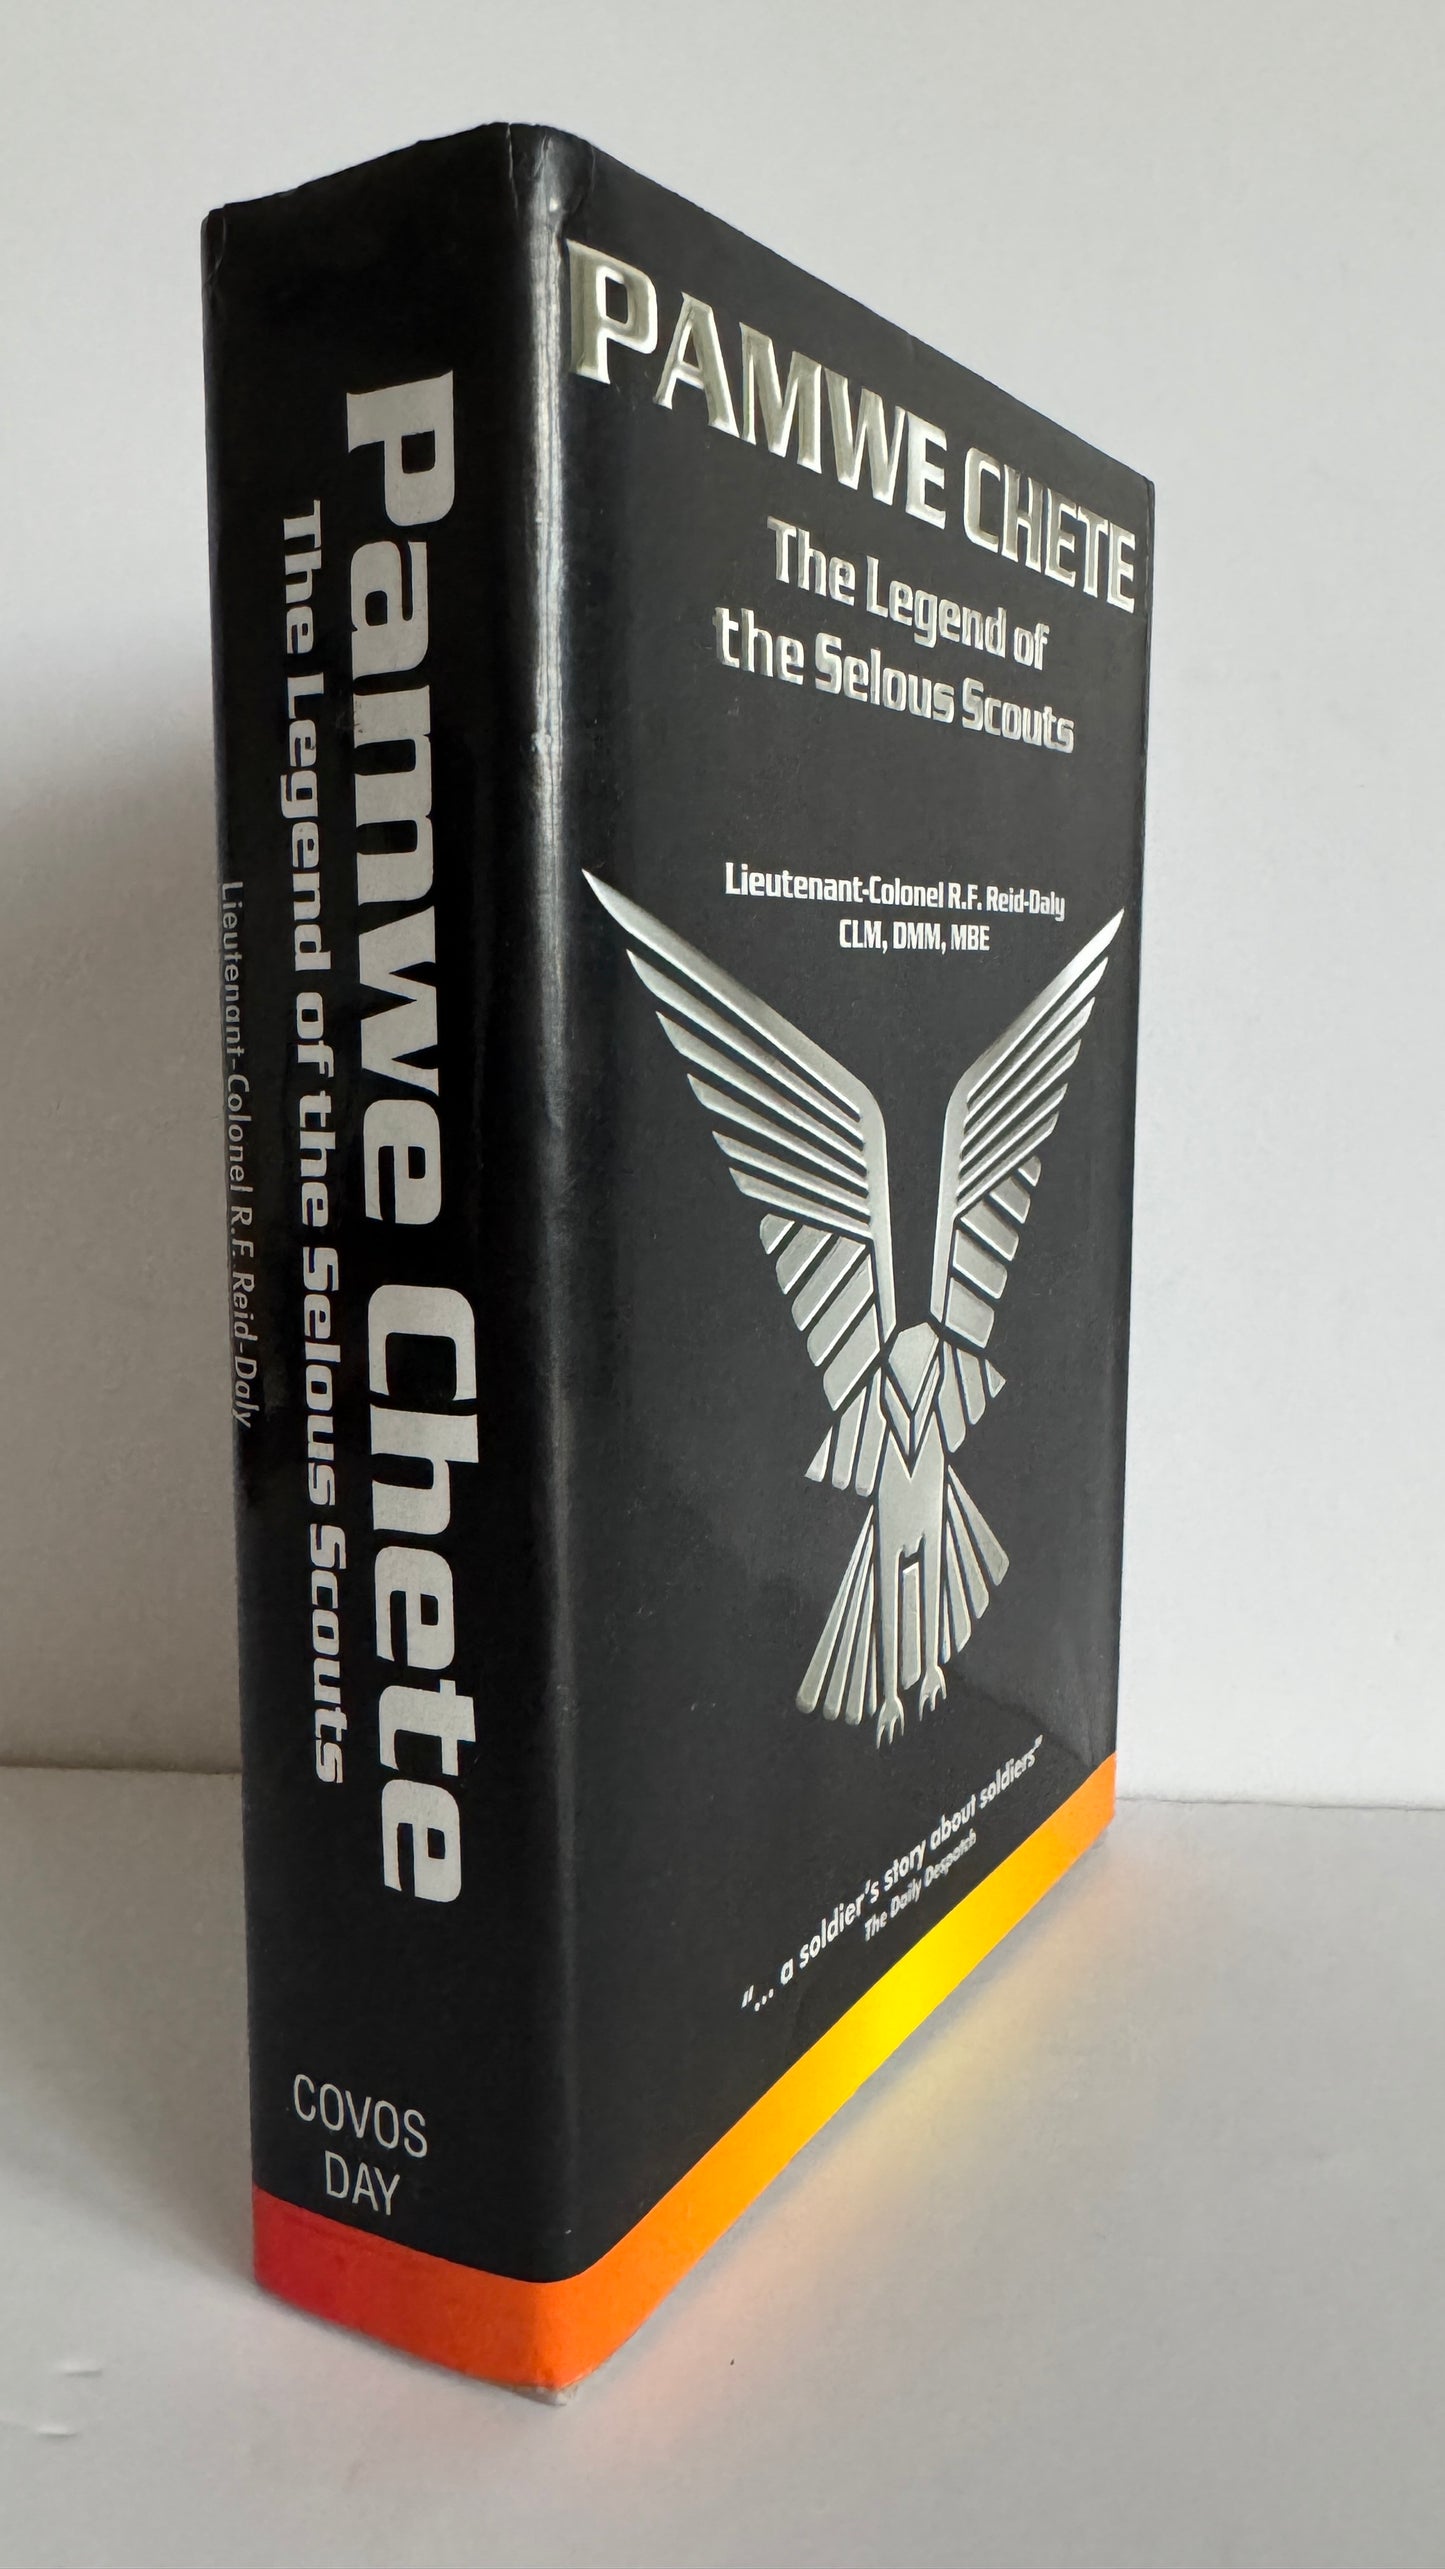 Pamwe Chete
The Legend of the Selous Scouts
Lieutenant-Colonel R.F. Reid-Daly
COVOS
DAY
PAMWE CHETE
The Legend of
the Selous Scouts
Lieutenant-Colonel R.F. Reid-Daly
CLM, DMM, MBE
"... a soldier's story about soldiers"
The Daily Despatch